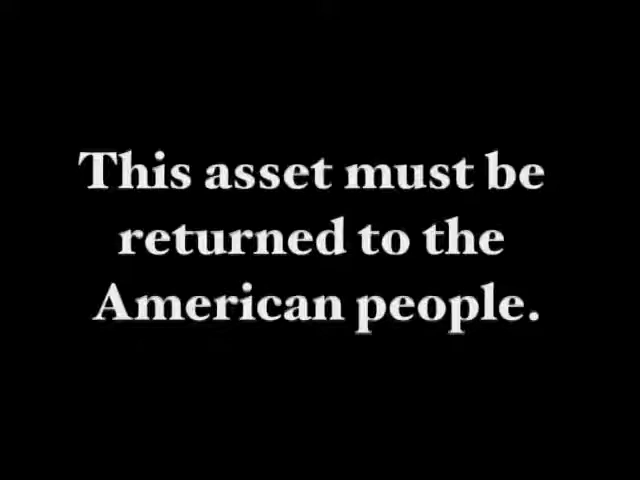 This asset must be
returned to the
American people.